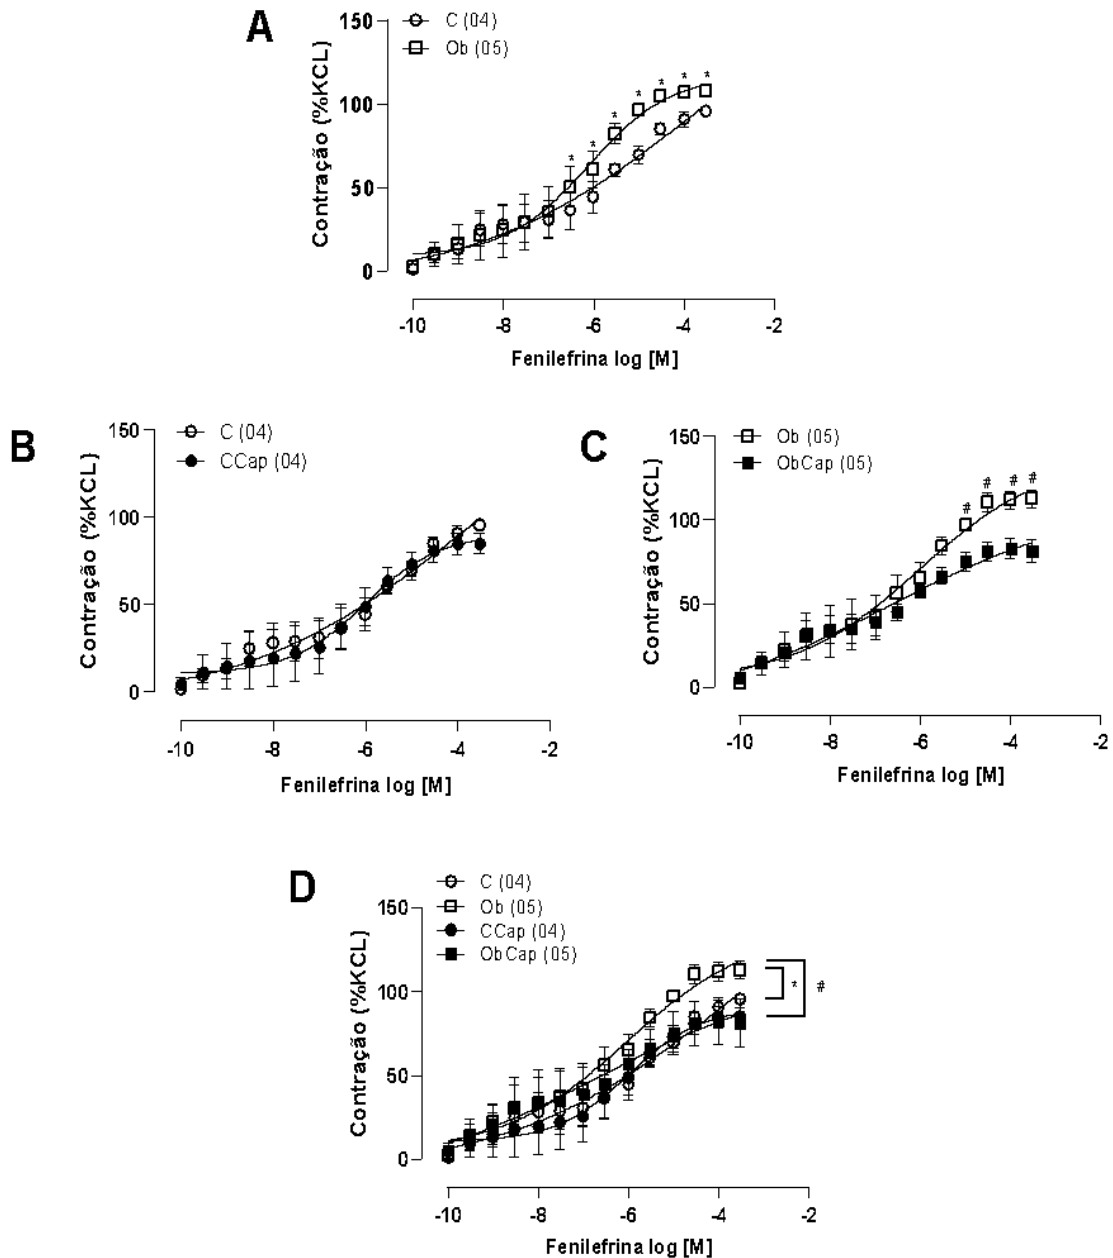 A
C (04)
Ob (05)
Contração (%KCL)
150
100
50
0
* * * * * * *
-10 -8 -6 -4 -2
Fenilefrina log [M]
B
C (04)
CCap (04)
Contração (%KCL)
150
100
50
0
-10 -8 -6 -4 -2
Fenilefrina log [M]
C
Ob (05)
ObCap (05)
Contração (%KCL)
150
100
50
0
# # # #
-10 -8 -6 -4 -2
Fenilefrina log [M]
D
C (04)
Ob (05)
CCap (04)
ObCap (05)
Contração (%KCL)
150
100
50
0
* #
-10 -8 -6 -4 -2
Fenilefrina log [M]